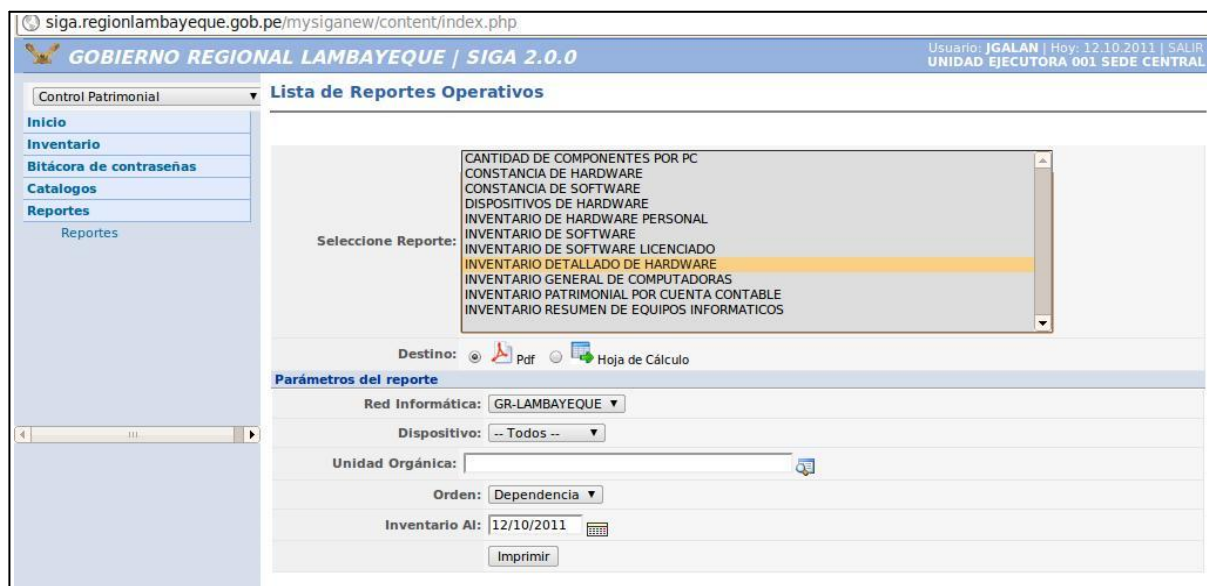 siga.regionlambayeque.gob.pe/mysiganew/content/index.php
GOBIERNO REGIONAL LAMBAYEQUE | SIGA 2.0.0
Usuario: JGALAN | Hoy: 12.10.2011 | SALIR
UNIDAD EJECUTORA 001 SEDE CENTRAL
Control Patrimonial
Inicio
Inventario
Bitácora de contraseñas
Catalogos
Reportes
Reportes
Lista de Reportes Operativos
Seleccione Reporte:
CANTIDAD DE COMPONENTES POR PC
CONSTANCIA DE HARDWARE
CONSTANCIA DE SOFTWARE
DISPOSITIVOS DE HARDWARE
INVENTARIO DE HARDWARE PERSONAL
INVENTARIO DE SOFTWARE
INVENTARIO DE SOFTWARE LICENCIADO
INVENTARIO DETALLADO DE HARDWARE
INVENTARIO GENERAL DE COMPUTADORAS
INVENTARIO PATRIMONIAL POR CUENTA CONTABLE
INVENTARIO RESUMEN DE EQUIPOS INFORMATICOS
Destino: Pdf Hoja de Cálculo
Parámetros del reporte
Red Informática: GR-LAMBAYEQUE
Dispositivo: -- Todos --
Unidad Orgánica:
Orden: Dependencia
Inventario Al: 12/10/2011
Imprimir